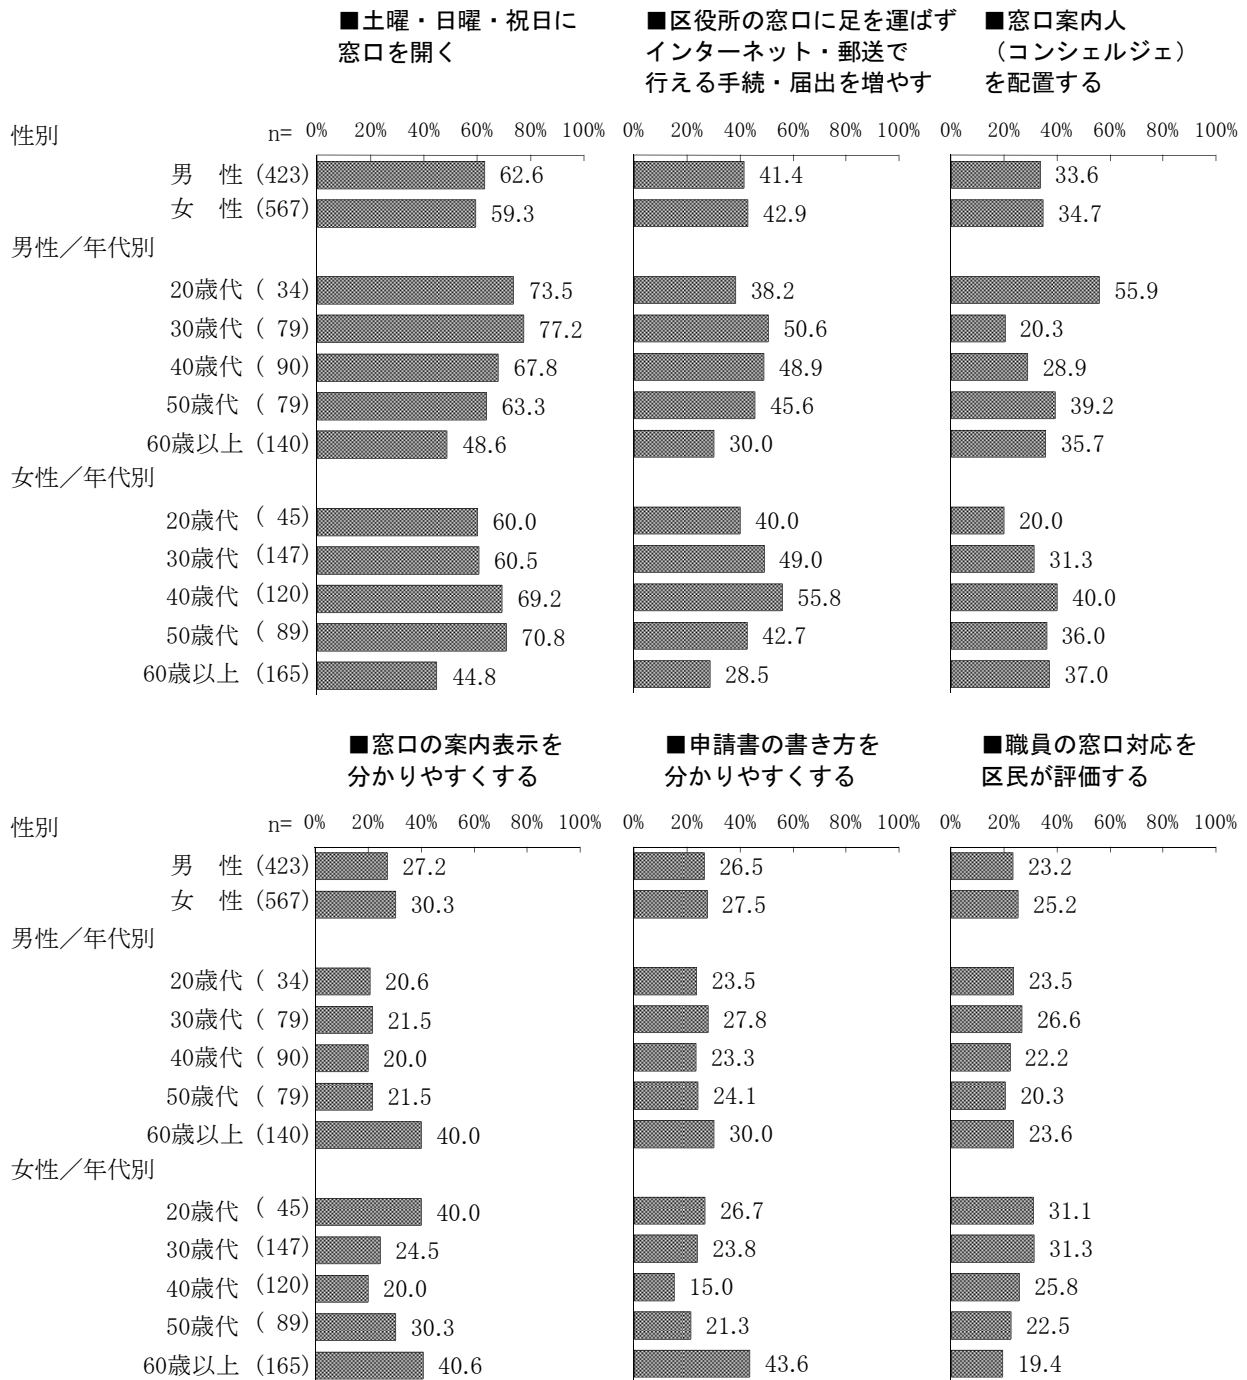 ■土曜・日曜・祝日に
窓口を開く
■区役所の窓口に足を運ばず
インターネット・郵送で
行える手続・届出を増やす
■窓口案内人
（コンシェルジェ）
を配置する
性別 n= 0% 20% 40% 60% 80% 100% 0% 20% 40% 60% 80% 100% 0% 20% 40% 60% 80% 100%
男　性 (423) 62.6 41.4 33.6
女　性 (567) 59.3 42.9 34.7
男性／年代別
20歳代 ( 34) 73.5 38.2 55.9
30歳代 ( 79) 77.2 50.6 20.3
40歳代 ( 90) 67.8 48.9 28.9
50歳代 ( 79) 63.3 45.6 39.2
60歳以上 (140) 48.6 30.0 35.7
女性／年代別
20歳代 ( 45) 60.0 40.0 20.0
30歳代 (147) 60.5 49.0 31.3
40歳代 (120) 69.2 55.8 40.0
50歳代 ( 89) 70.8 42.7 36.0
60歳以上 (165) 44.8 28.5 37.0
■窓口の案内表示を
分かりやすくする
■申請書の書き方を
分かりやすくする
■職員の窓口対応を
区民が評価する
性別 n= 0% 20% 40% 60% 80% 100% 0% 20% 40% 60% 80% 100% 0% 20% 40% 60% 80% 100%
男　性 (423) 27.2 26.5 23.2
女　性 (567) 30.3 27.5 25.2
男性／年代別
20歳代 ( 34) 20.6 23.5 23.5
30歳代 ( 79) 21.5 27.8 26.6
40歳代 ( 90) 20.0 23.3 22.2
50歳代 ( 79) 21.5 24.1 20.3
60歳以上 (140) 40.0 30.0 23.6
女性／年代別
20歳代 ( 45) 40.0 26.7 31.1
30歳代 (147) 24.5 23.8 31.3
40歳代 (120) 20.0 15.0 25.8
50歳代 ( 89) 30.3 21.3 22.5
60歳以上 (165) 40.6 43.6 19.4